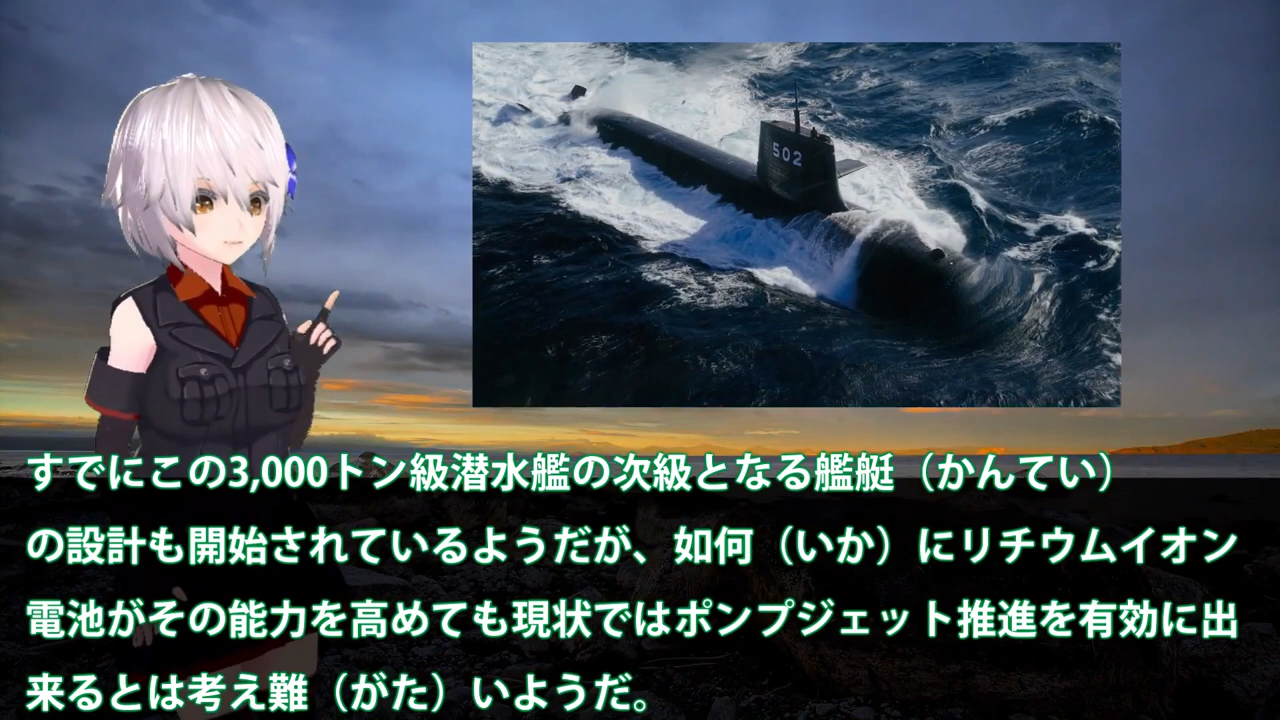 502
すでにこの3,000トン級潜水艦の次級となる艦艇（かんてい）
の設計も開始されているようだが、如何（いか）にリチウムイオン
電池がその能力を高めても現状ではポンプジェット推進を有効に出
来るとは考え難（がた）いようだ。